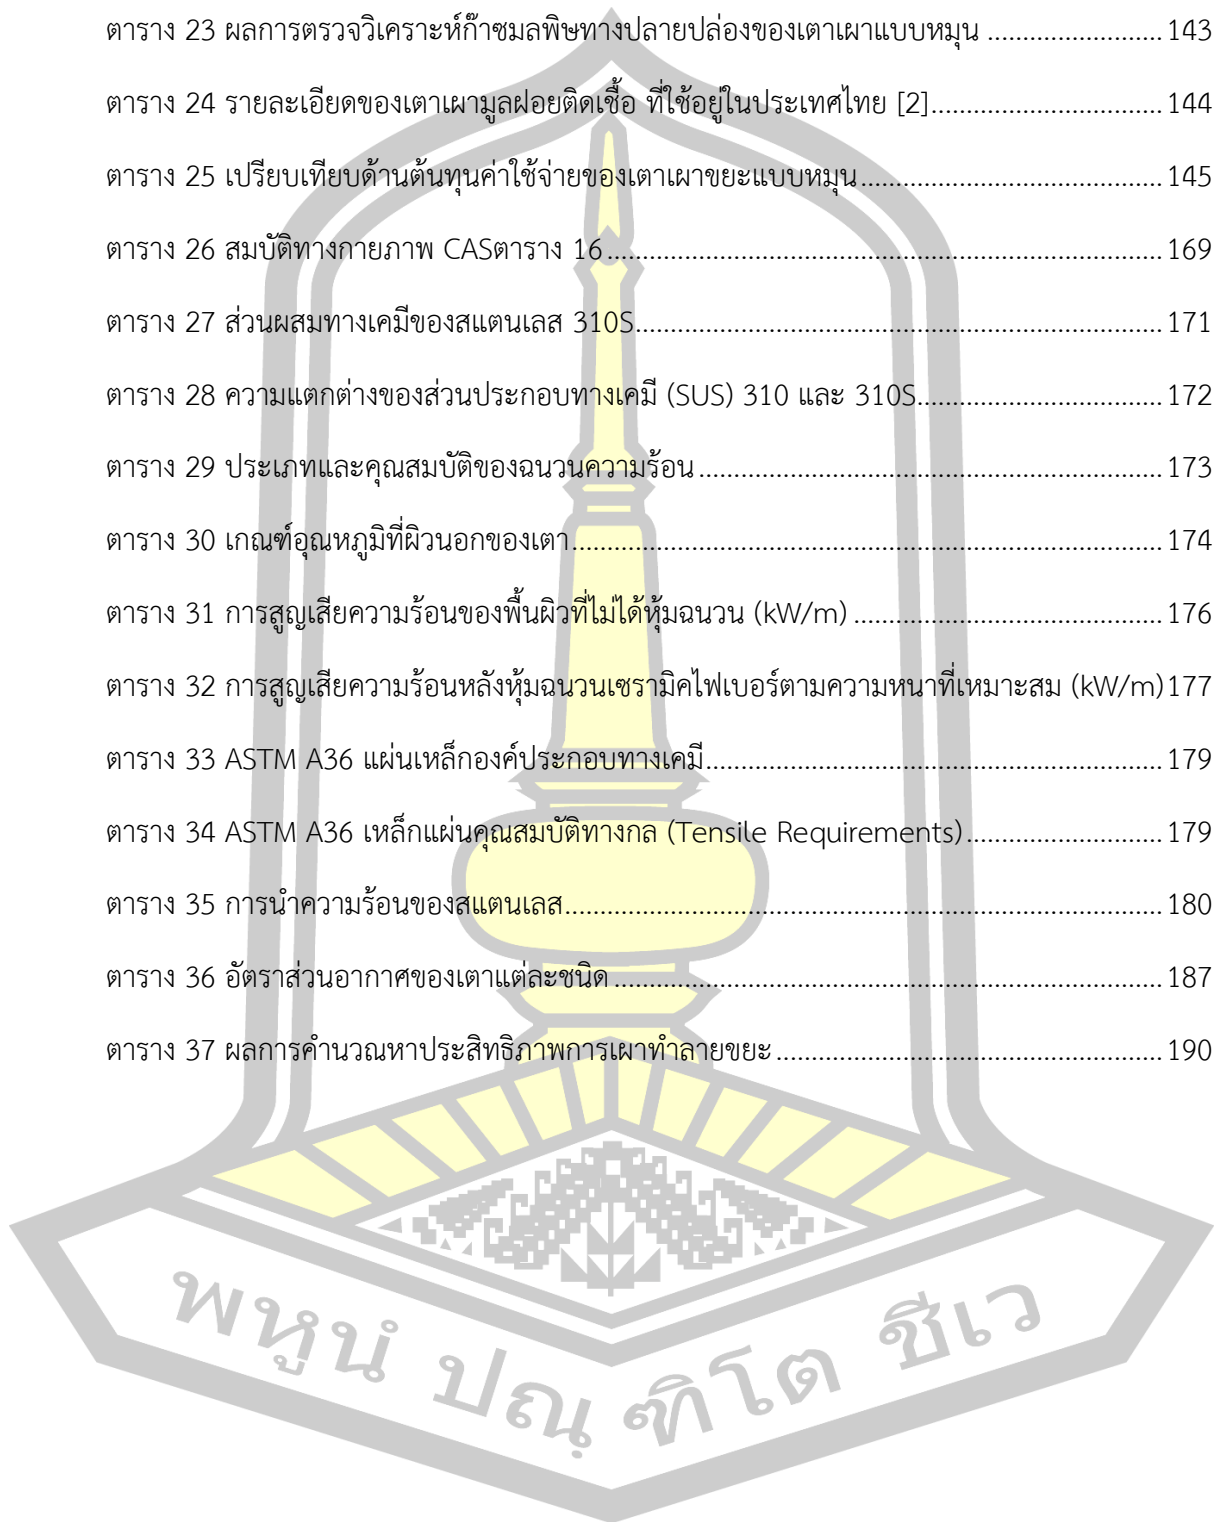 ตาราง 23 ผลการตรวจวิเคราะห์ก๊าซมลพิษทางปลายปล่องของเตาเผาแบบหมุน ......................... 143
ตาราง 24 รายละเอียดของเตาเผามูลฝอยติดเชื้อ ที่ใช้อยู่ในประเทศไทย [2]................................. 144
ตาราง 25 เปรียบเทียบด้านต้นทุนค่าใช้จ่ายของเตาเผาขยะแบบหมุน........................................... 145
ตาราง 26 สมบัติทางกายภาพ CASตาราง 16............................................................................... 169
ตาราง 27 ส่วนผสมทางเคมีของสแตนเลส 310S........................................................................... 171
ตาราง 28 ความแตกต่างของส่วนประกอบทางเคมี (SUS) 310 และ 310S................................... 172
ตาราง 29 ประเภทและคุณสมบัติของฉนวนความร้อน.................................................................. 173
ตาราง 30 เกณฑ์อุณหภูมิที่ผิวนอกของเตา.................................................................................... 174
ตาราง 31 การสูญเสียความร้อนของพื้นผิวที่ไม่ได้หุ้มฉนวน (kW/m)............................................ 176
ตาราง 32 การสูญเสียความร้อนหลังหุ้มฉนวนเซรามิคไฟเบอร์ตามความหนาที่เหมาะสม (kW/m)177
ตาราง 33 ASTM A36 แผ่นเหล็กองค์ประกอบทางเคมี................................................................. 179
ตาราง 34 ASTM A36 เหล็กแผ่นคุณสมบัติทางกล (Tensile Requirements)............................ 179
ตาราง 35 การนำความร้อนของสแตนเลส..................................................................................... 180
ตาราง 36 อัตราส่วนอากาศของเตาแต่ละชนิด.............................................................................. 187
ตาราง 37 ผลการคำนวณหาประสิทธิภาพการเผาทำลายขยะ....................................................... 190
พหูนํ ปณฺฑิโต ชีเว